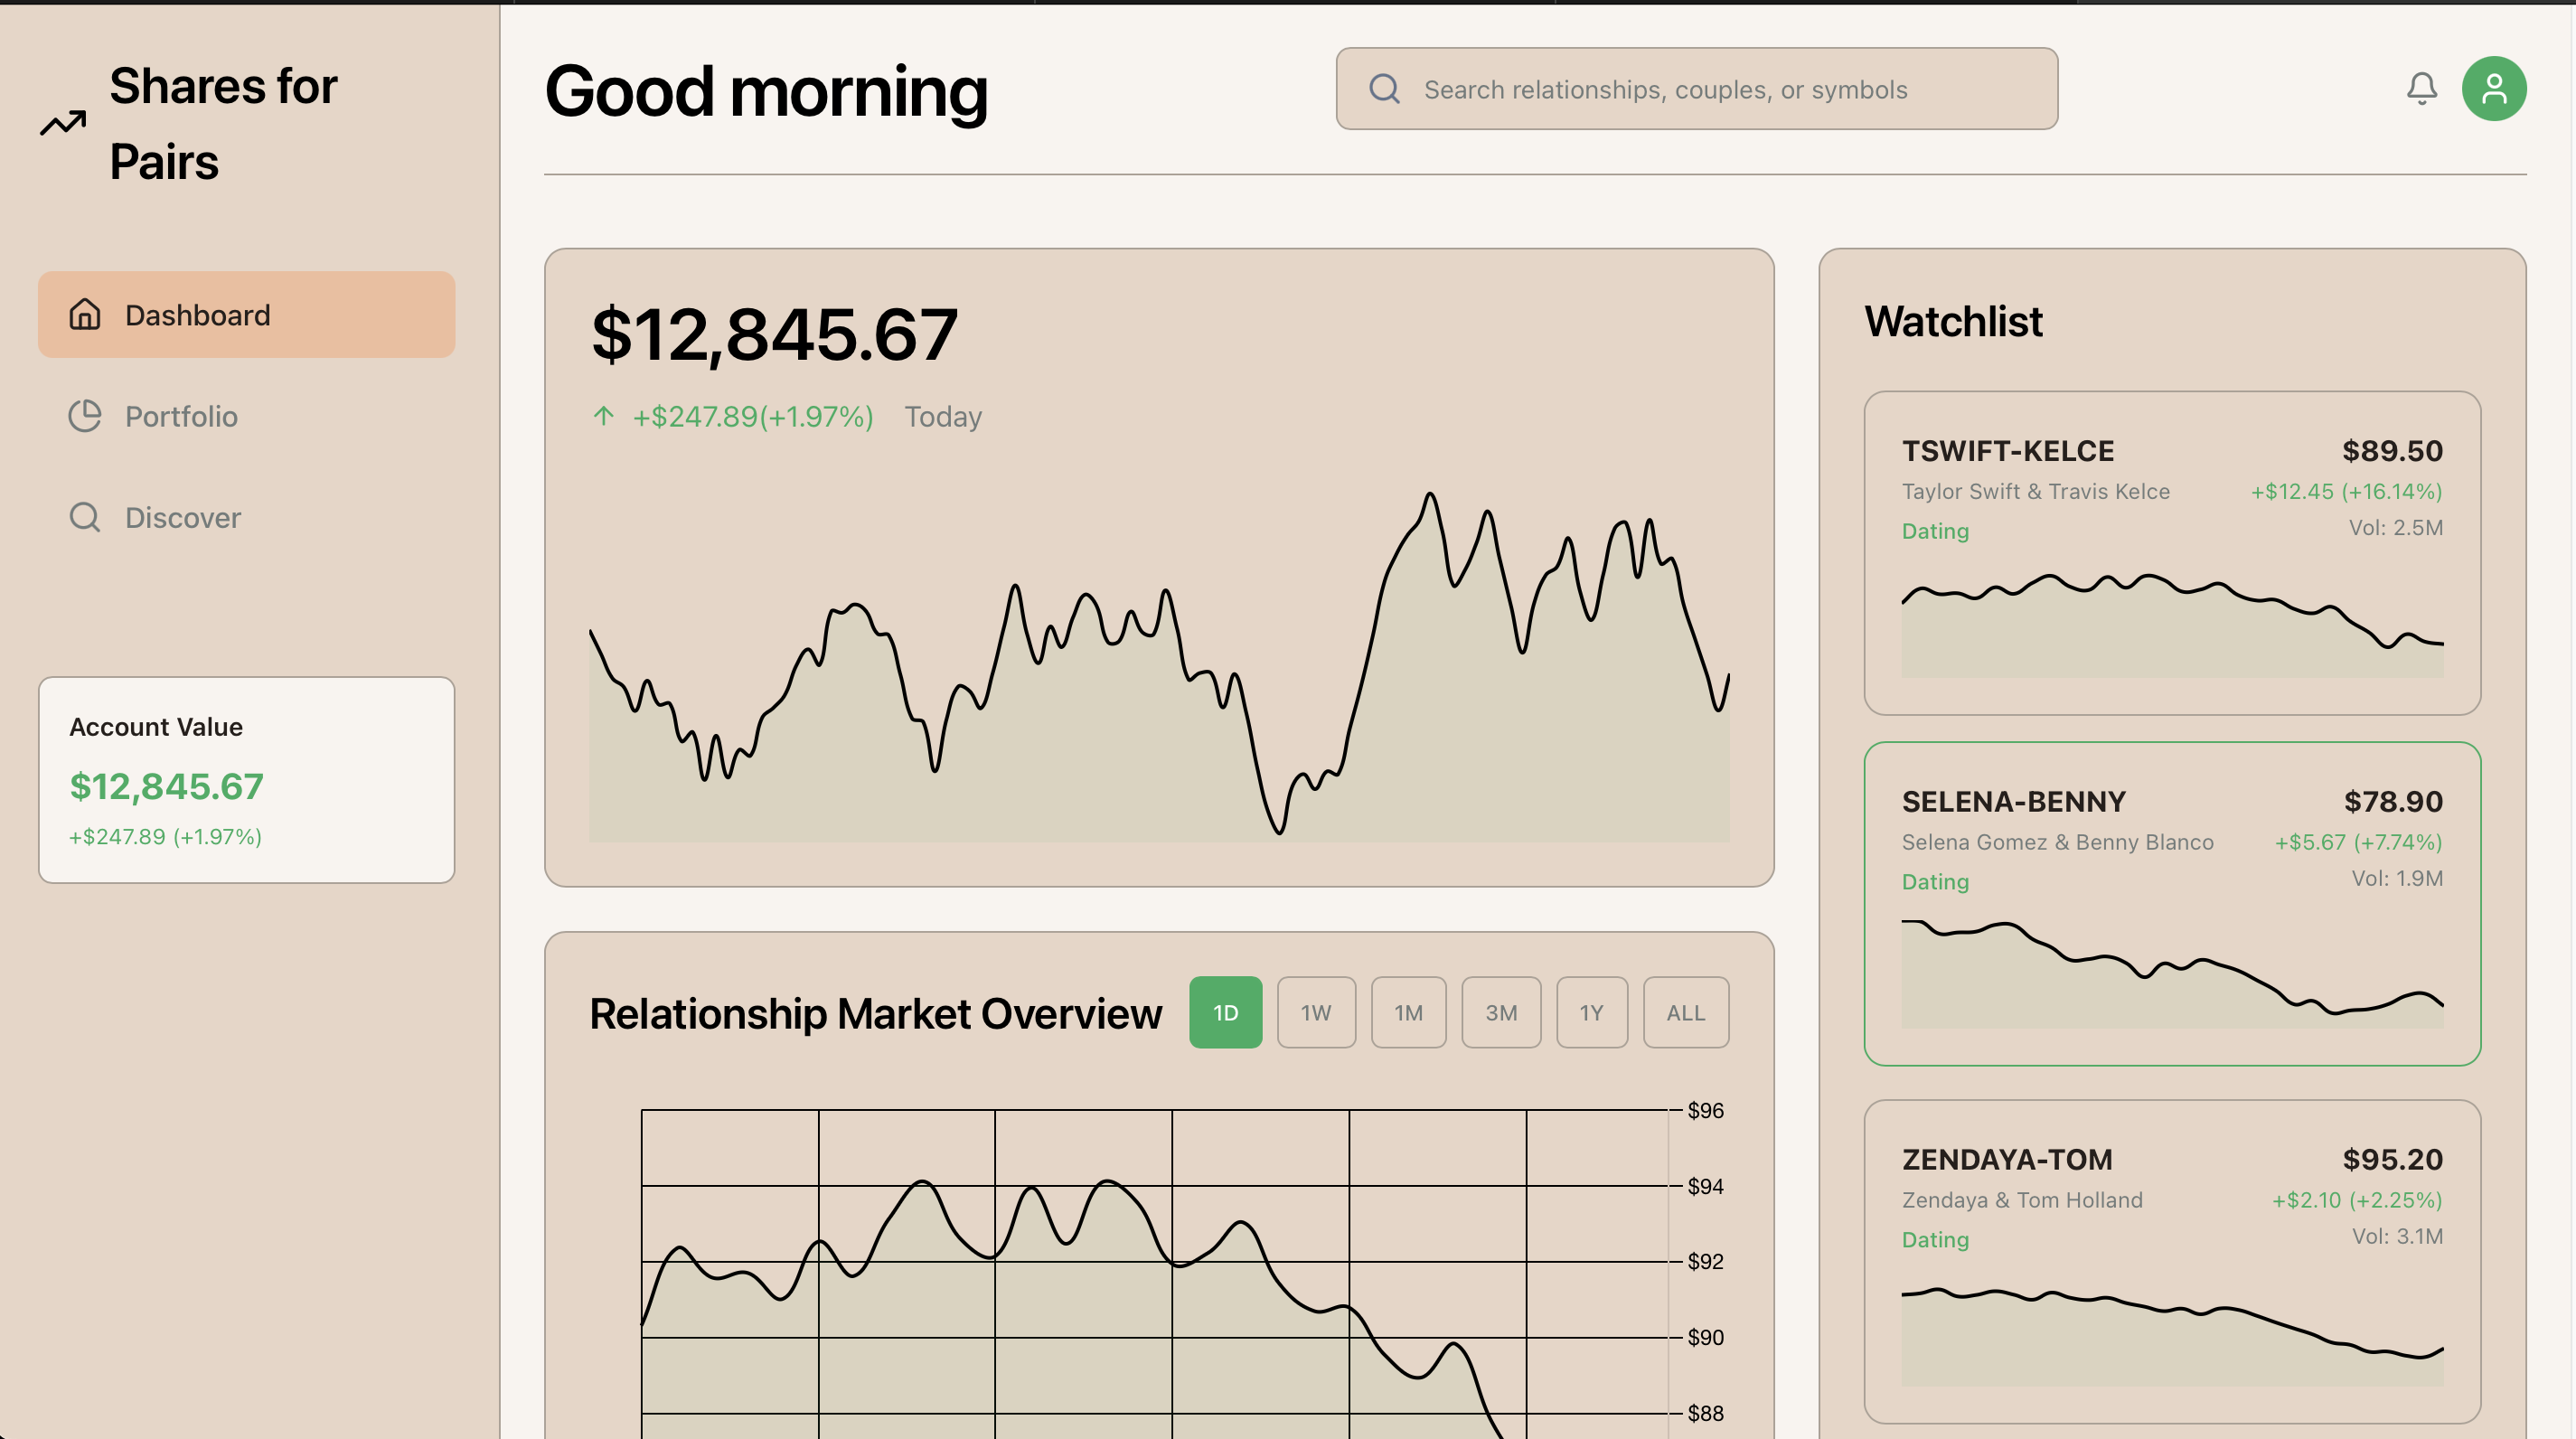 Shares for
Pairs
Dashboard
Portfolio
Discover
Account Value
$12,845.67
+$247.89 (+1.97%)
Good morning
Search relationships, couples, or symbols
$12,845.67
+$247.89(+1.97%) Today
Relationship Market Overview
1D 1W 1M 3M 1Y ALL
$96
$94
$92
$90
$88
Watchlist
TSWIFT-KELCE $89.50
Taylor Swift & Travis Kelce +$12.45 (+16.14%)
Dating Vol: 2.5M
SELENA-BENNY $78.90
Selena Gomez & Benny Blanco +$5.67 (+7.74%)
Dating Vol: 1.9M
ZENDAYA-TOM $95.20
Zendaya & Tom Holland +$2.10 (+2.25%)
Dating Vol: 3.1M